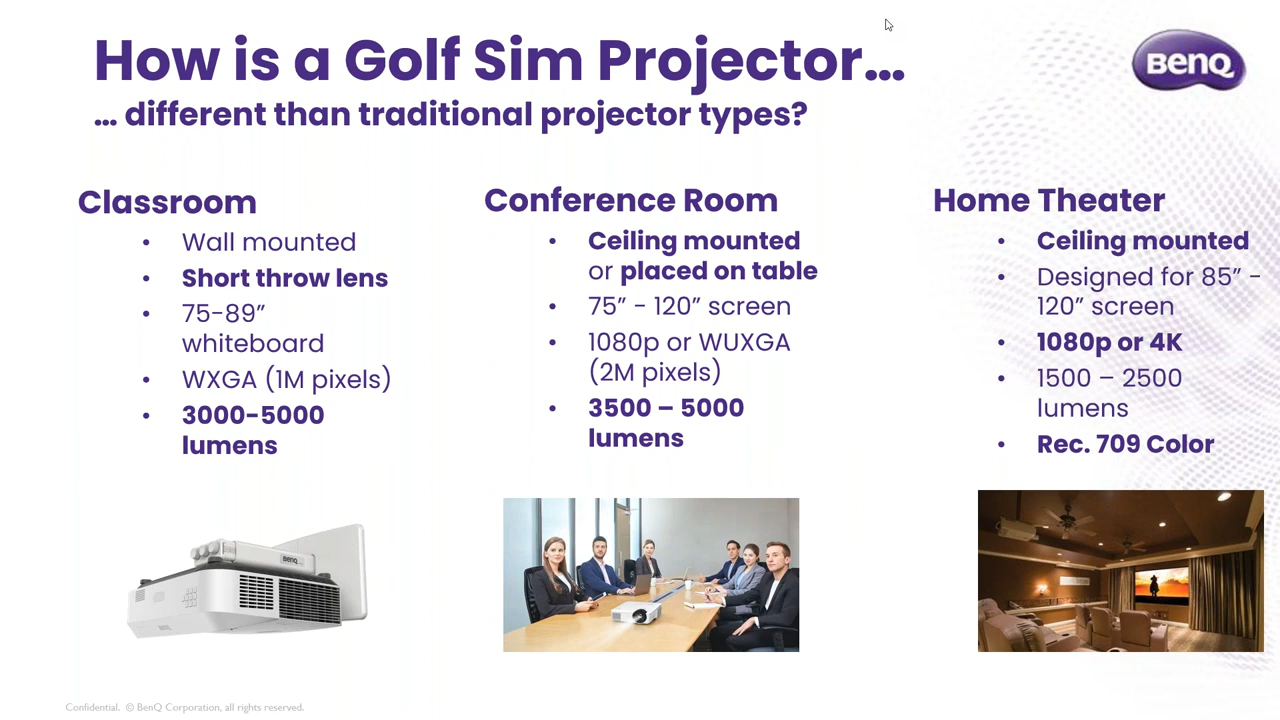 How is a Golf Sim Projector...
... different than traditional projector types?
BenQ
Classroom
• Wall mounted
• Short throw lens
• 75-89”
whiteboard
• WXGA (1M pixels)
• 3000-5000
lumens
Conference Room
• Ceiling mounted
or placed on table
• 75” - 120” screen
• 1080p or WUXGA
(2M pixels)
• 3500 – 5000
lumens
Home Theater
• Ceiling mounted
• Designed for 85” -
120” screen
• 1080p or 4K
• 1500 – 2500
lumens
• Rec. 709 Color
BenQ
Confidential. © BenQ Corporation, all rights reserved.